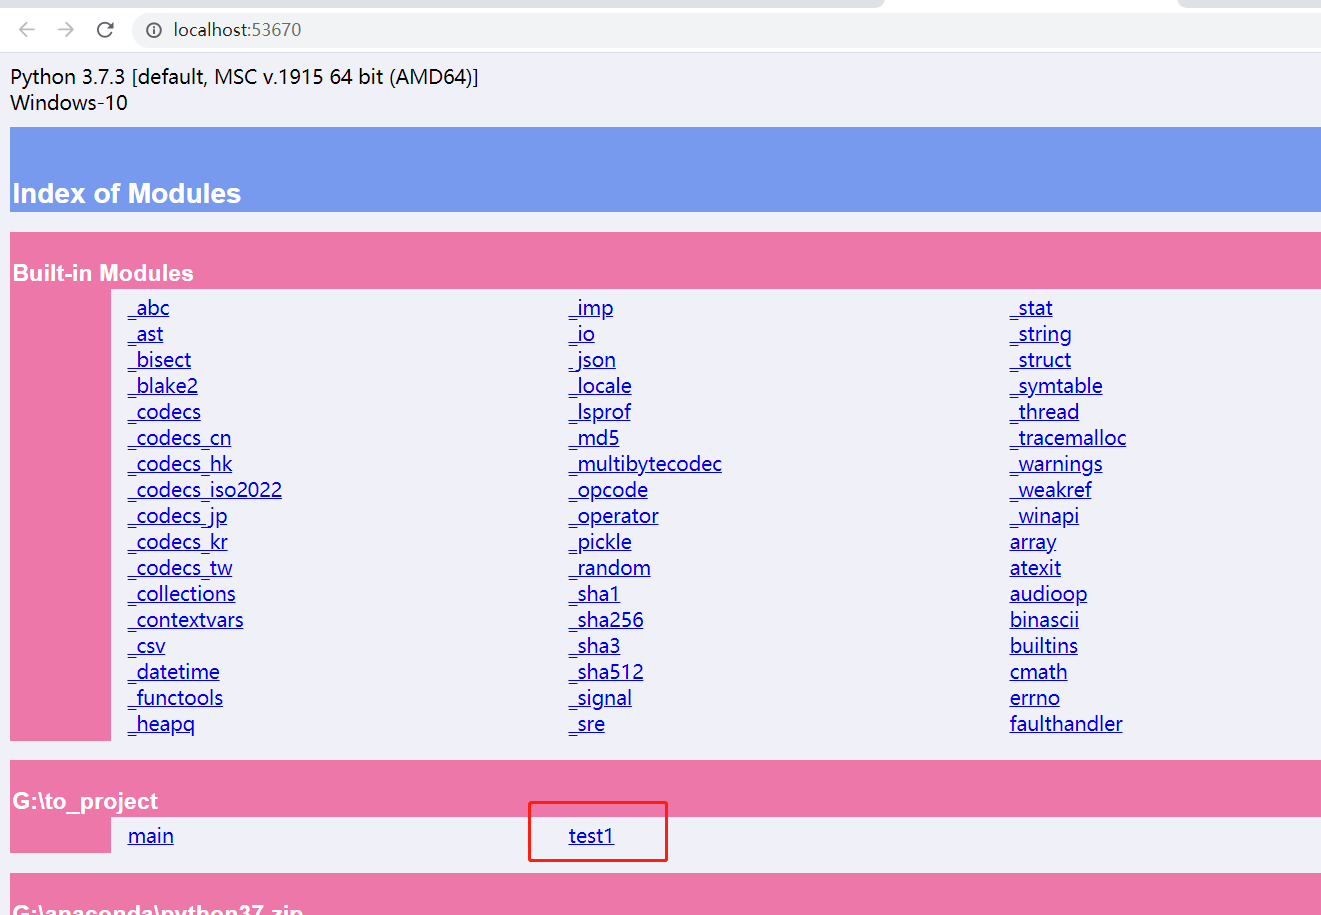 localhost:53670
Python 3.7.3 [default, MSC v.1915 64 bit (AMD64)]
Windows-10
Index of Modules
Built-in Modules
_abc _imp _stat
_ast _io _string
_bisect _json _struct
_blake2 _locale _symtable
_codecs _lsprof _thread
_codecs_cn _md5 _tracemalloc
_codecs_hk _multibytecodec _warnings
_codecs_iso2022 _opcode _weakref
_codecs_jp _operator _winapi
_codecs_kr _pickle array
_codecs_tw _random atexit
_collections _sha1 audioop
_contextvars _sha256 binascii
_csv _sha3 builtins
_datetime _sha512 cmath
_functools _signal errno
_heapq _sre faulthandler
G:\to_project
main test1
G:\anaconda\python37.zip